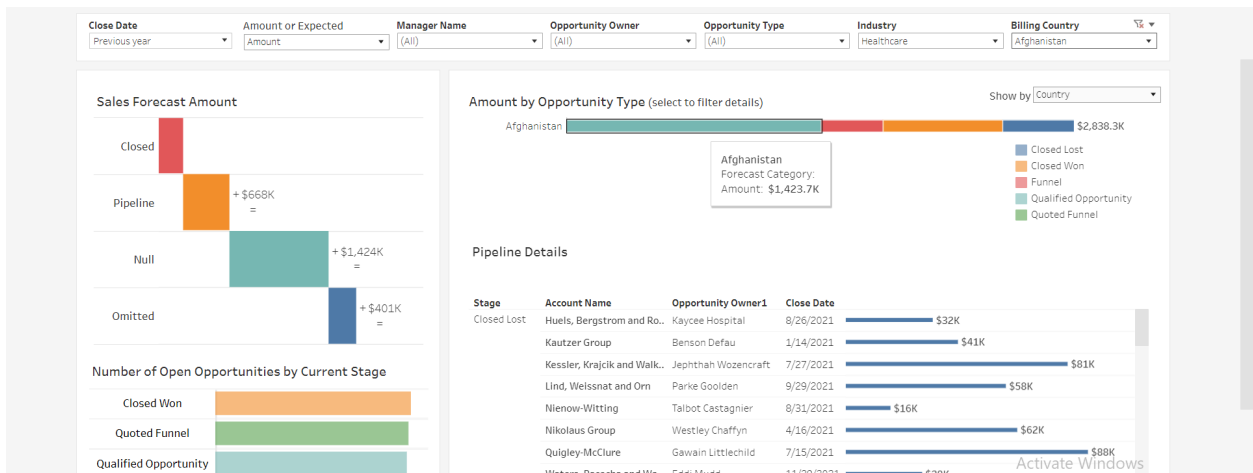 Close Date Amount or Expected Manager Name Opportunity Owner Opportunity Type Industry Billing Country
Previous year Amount (All) (All) (All) Healthcare Afghanistan
Sales Forecast Amount
Closed
Pipeline
+ $668K
=
Null
+ $1,424K
=
Omitted
+ $401K
=
Number of Open Opportunities by Current Stage
Closed Won
Quoted Funnel
Qualified Opportunity
Amount by Opportunity Type (select to filter details)
Show by Country
Afghanistan $2,838.3K
Afghanistan
Forecast Category:
Amount: $1,423.7K
Closed Lost
Closed Won
Funnel
Qualified Opportunity
Quoted Funnel
Pipeline Details
Stage Account Name Opportunity Owner1 Close Date
Closed Lost Huels, Bergstrom and Ro.. Kaycee Hospital 8/26/2021 $32K
Kautzer Group Benson Defau 1/14/2021 $41K
Kessler, Krajcik and Walk.. Jephthah Wozencraft 7/27/2021 $81K
Lind, Weissnat and Orn Parke Goolden 9/29/2021 $58K
Nienow-Witting Talbot Castagnier 8/31/2021 $16K
Nikolaus Group Westley Chaffyn 4/16/2021 $62K
Quigley-McClure Gawain Littlechild 7/15/2021 $88K
Activate Windows